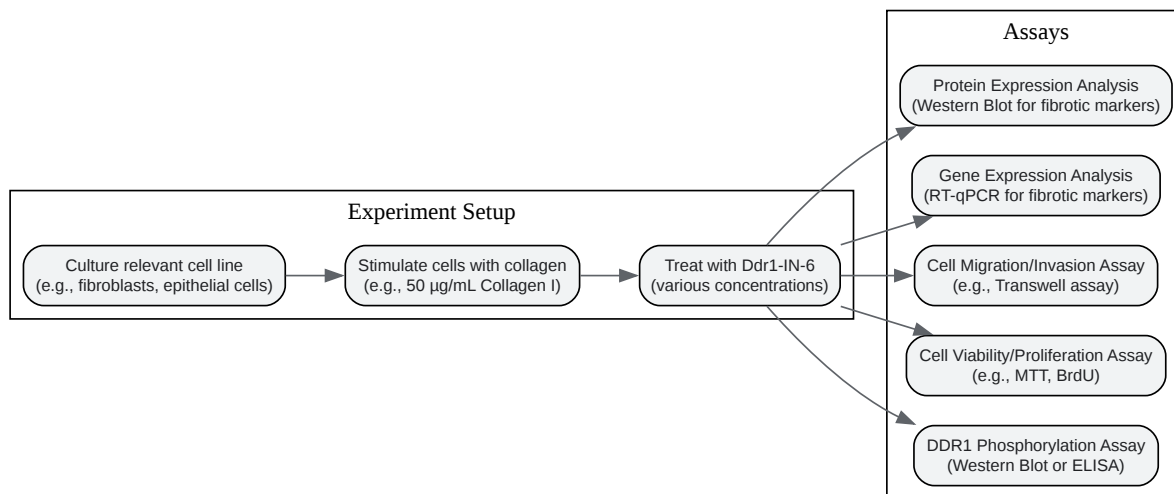 Experiment Setup
Culture relevant cell line
(e.g., fibroblasts, epithelial cells)
Stimulate cells with collagen
(e.g., 50 µg/mL Collagen I)
Treat with Ddr1-IN-6
(various concentrations)
Assays
Protein Expression Analysis
(Western Blot for fibrotic markers)
Gene Expression Analysis
(RT-qPCR for fibrotic markers)
Cell Migration/Invasion Assay
(e.g., Transwell assay)
Cell Viability/Proliferation Assay
(e.g., MTT, BrdU)
DDR1 Phosphorylation Assay
(Western Blot or ELISA)